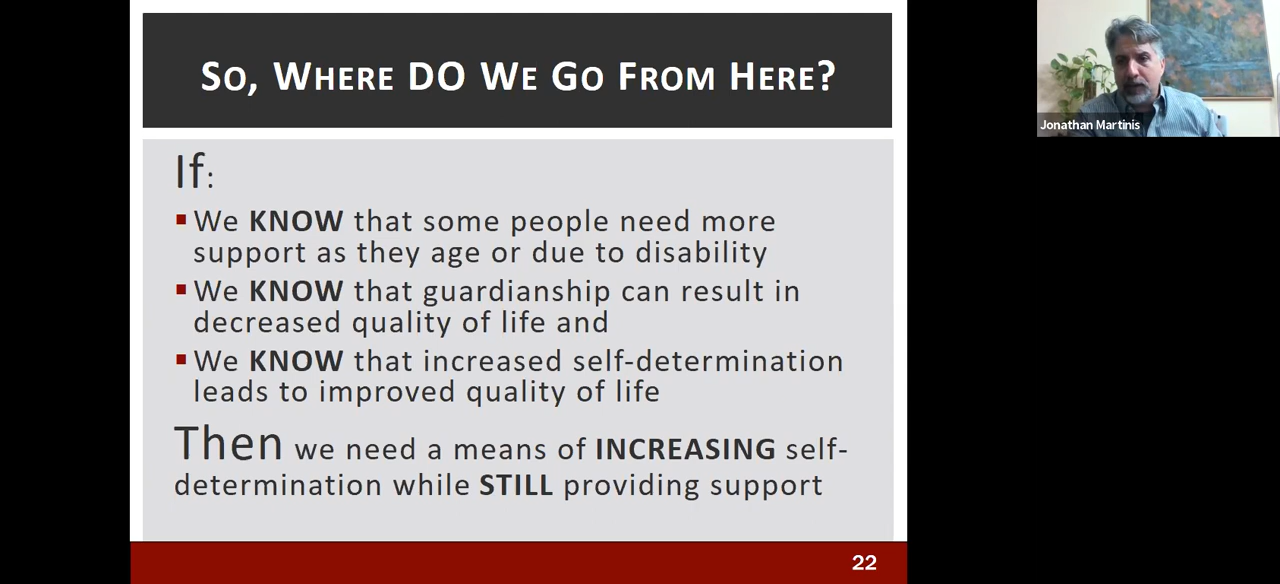 So, Where DO We Go From Here?
If:
▪ We KNOW that some people need more
support as they age or due to disability
▪ We KNOW that guardianship can result in
decreased quality of life and
▪ We KNOW that increased self-determination
leads to improved quality of life
Then we need a means of INCREASING self-
determination while STILL providing support
22
Jonathan Martinis